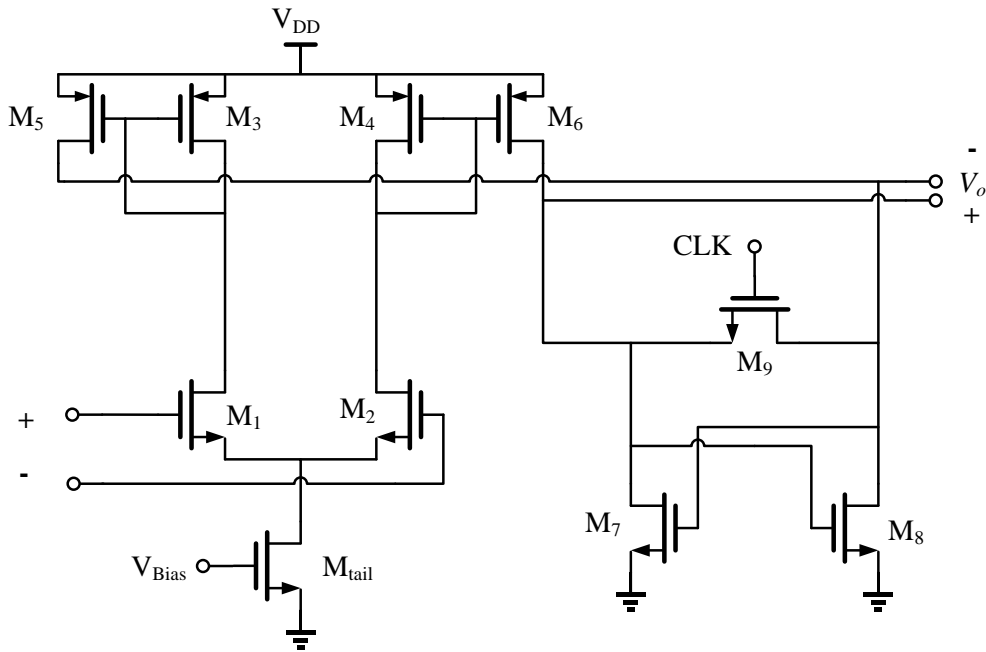 V_DD
M_5
M_3
M_4
M_6
-
V_o
+
CLK
M_9
+
M_1
M_2
-
M_7
M_8
V_Bias
M_tail